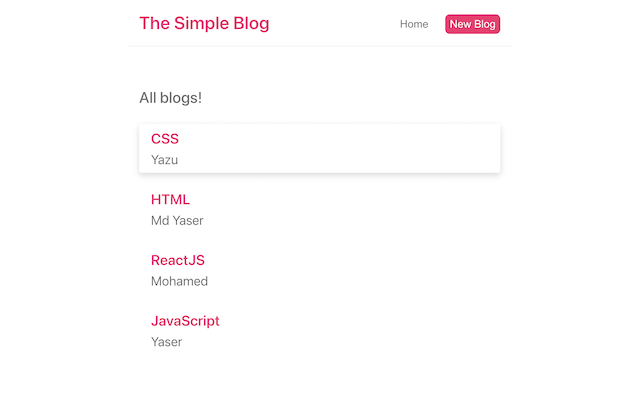 The Simple Blog
Home
New Blog
All blogs!
CSS
Yazu
HTML
Md Yaser
ReactJS
Mohamed
JavaScript
Yaser